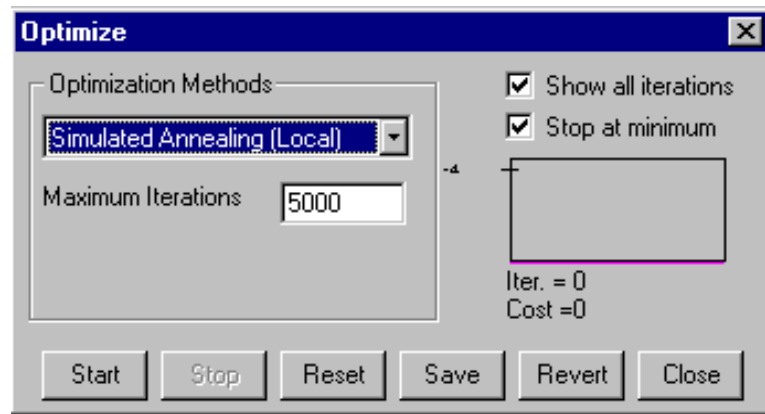 Optimize
Optimization Methods
Simulated Annealing (Local)
Maximum Iterations 5000
Show all iterations
Stop at minimum
-4
Iter. = 0
Cost =0
Start Stop Reset Save Revert Close